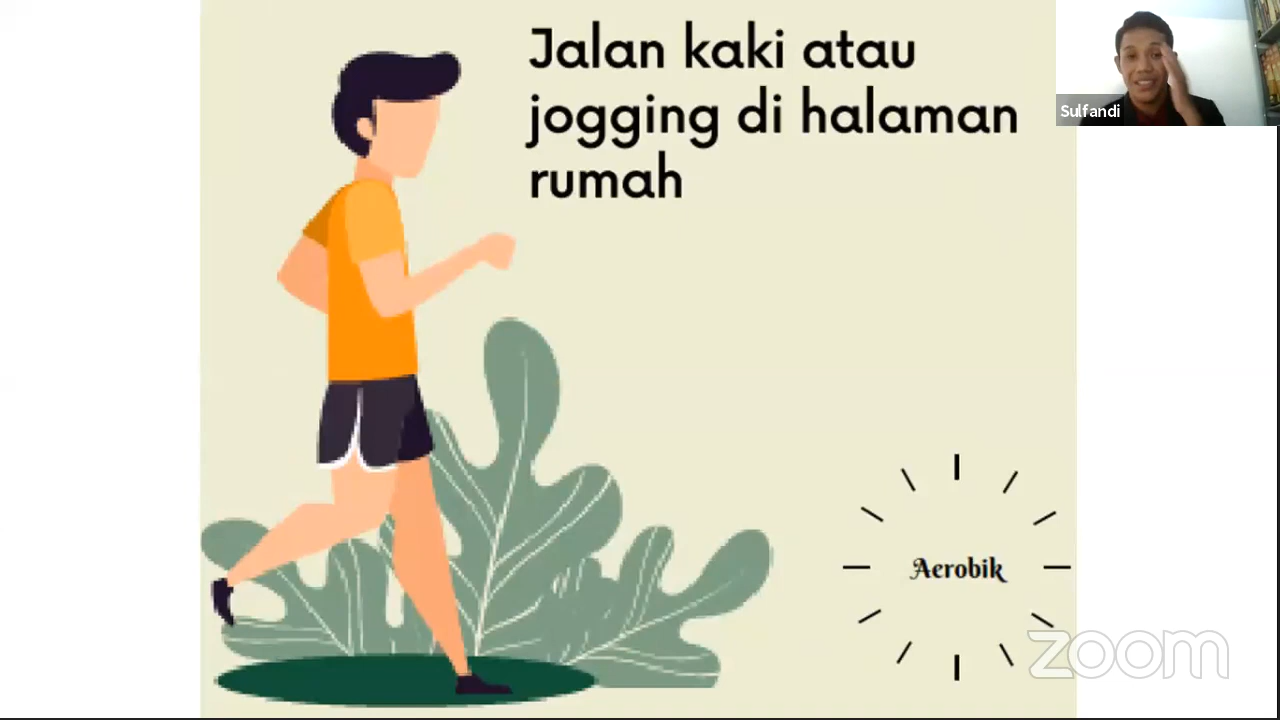 Jalan kaki atau
jogging di halaman
rumah
Sulfandi
Aerobik
zoom